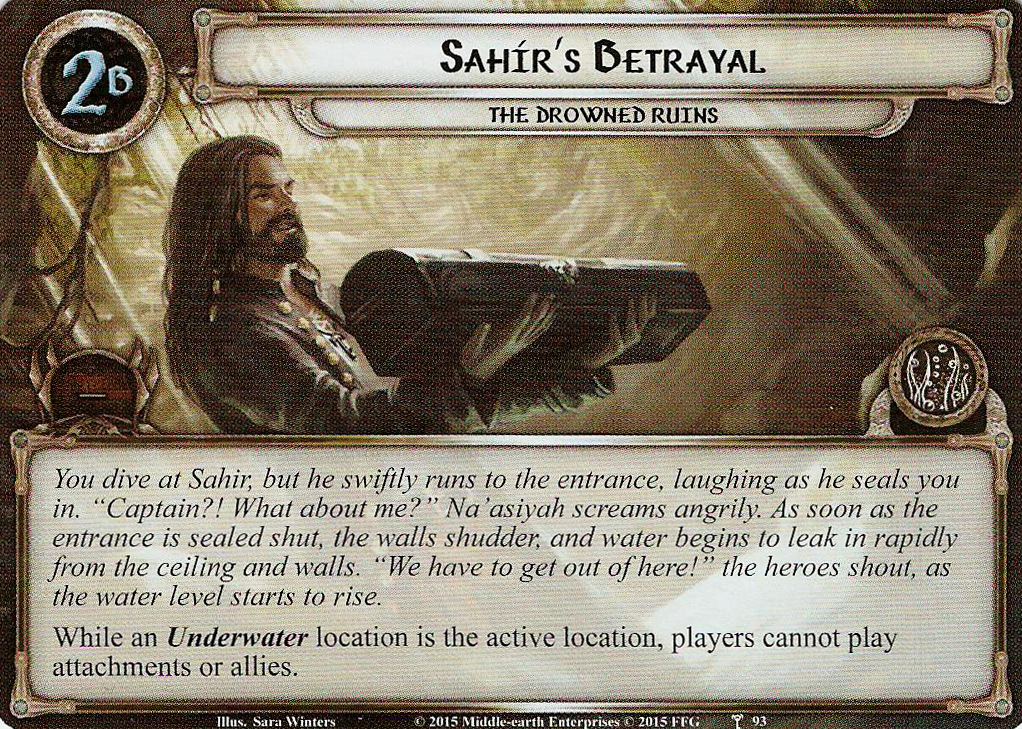 2B
SAHÍR'S BETRAYAL
THE DROWNED RUINS
–
You dive at Sahir, but he swiftly runs to the entrance, laughing as he seals you
in. “Captain?! What about me?” Na’asiyah screams angrily. As soon as the
entrance is sealed shut, the walls shudder, and water begins to leak in rapidly
from the ceiling and walls. “We have to get out of here!” the heroes shout, as
the water level starts to rise.
While an Underwater location is the active location, players cannot play
attachments or allies.
Illus. Sara Winters © 2015 Middle-earth Enterprises © 2015 FFG 93